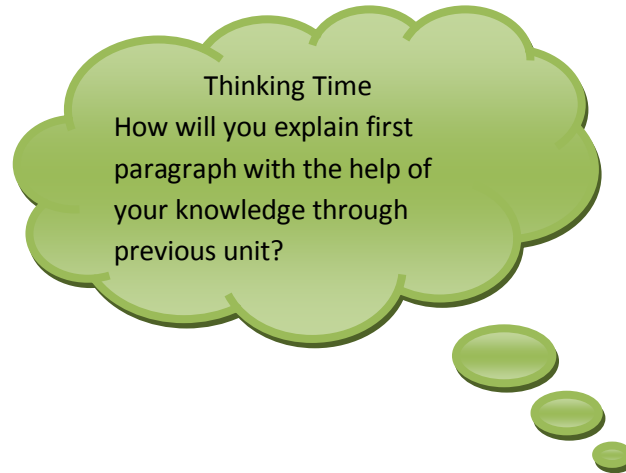 Thinking Time
How will you explain first
paragraph with the help of
your knowledge through
previous unit?